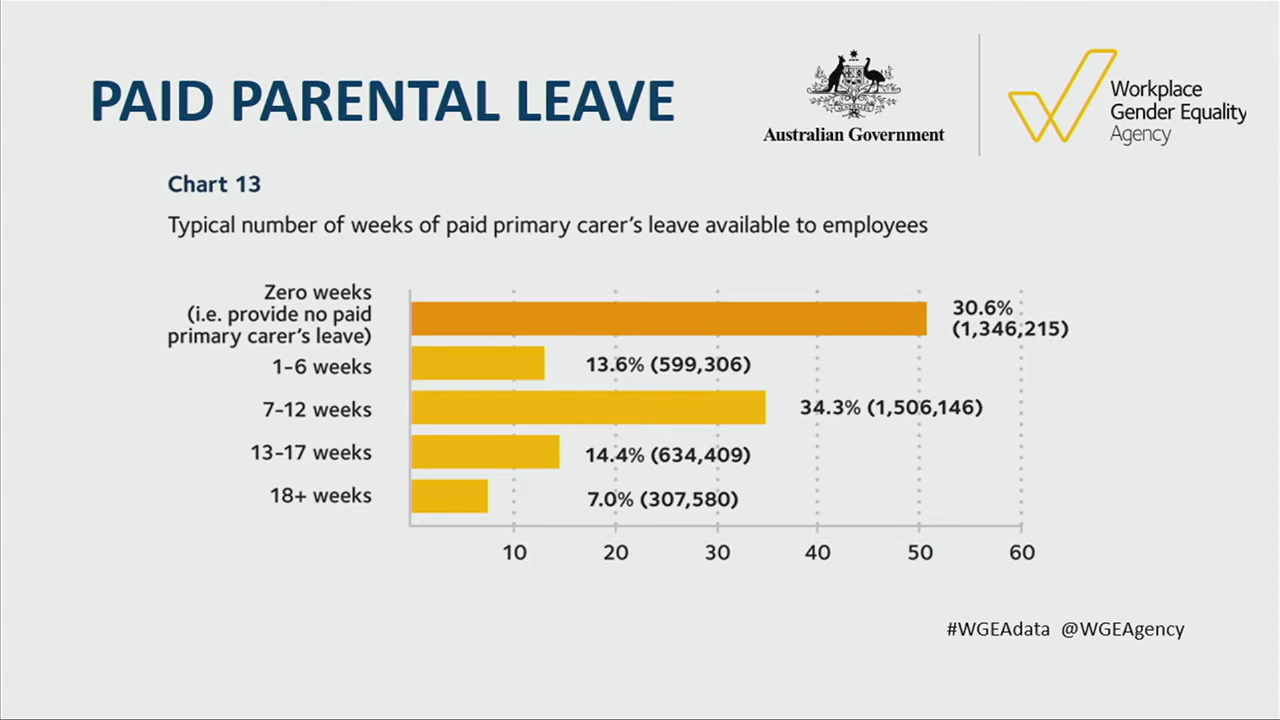 PAID PARENTAL LEAVE
Australian Government
Workplace
Gender Equality
Agency
Chart 13
Typical number of weeks of paid primary carer's leave available to employees
Zero weeks
(i.e. provide no paid
primary carer's leave)
30.6%
(1,346,215)
1–6 weeks
13.6% (599,306)
7–12 weeks
34.3% (1,506,146)
13–17 weeks
14.4% (634,409)
18+ weeks
7.0% (307,580)
10 20 30 40 50 60
#WGEAdata @WGEAgency